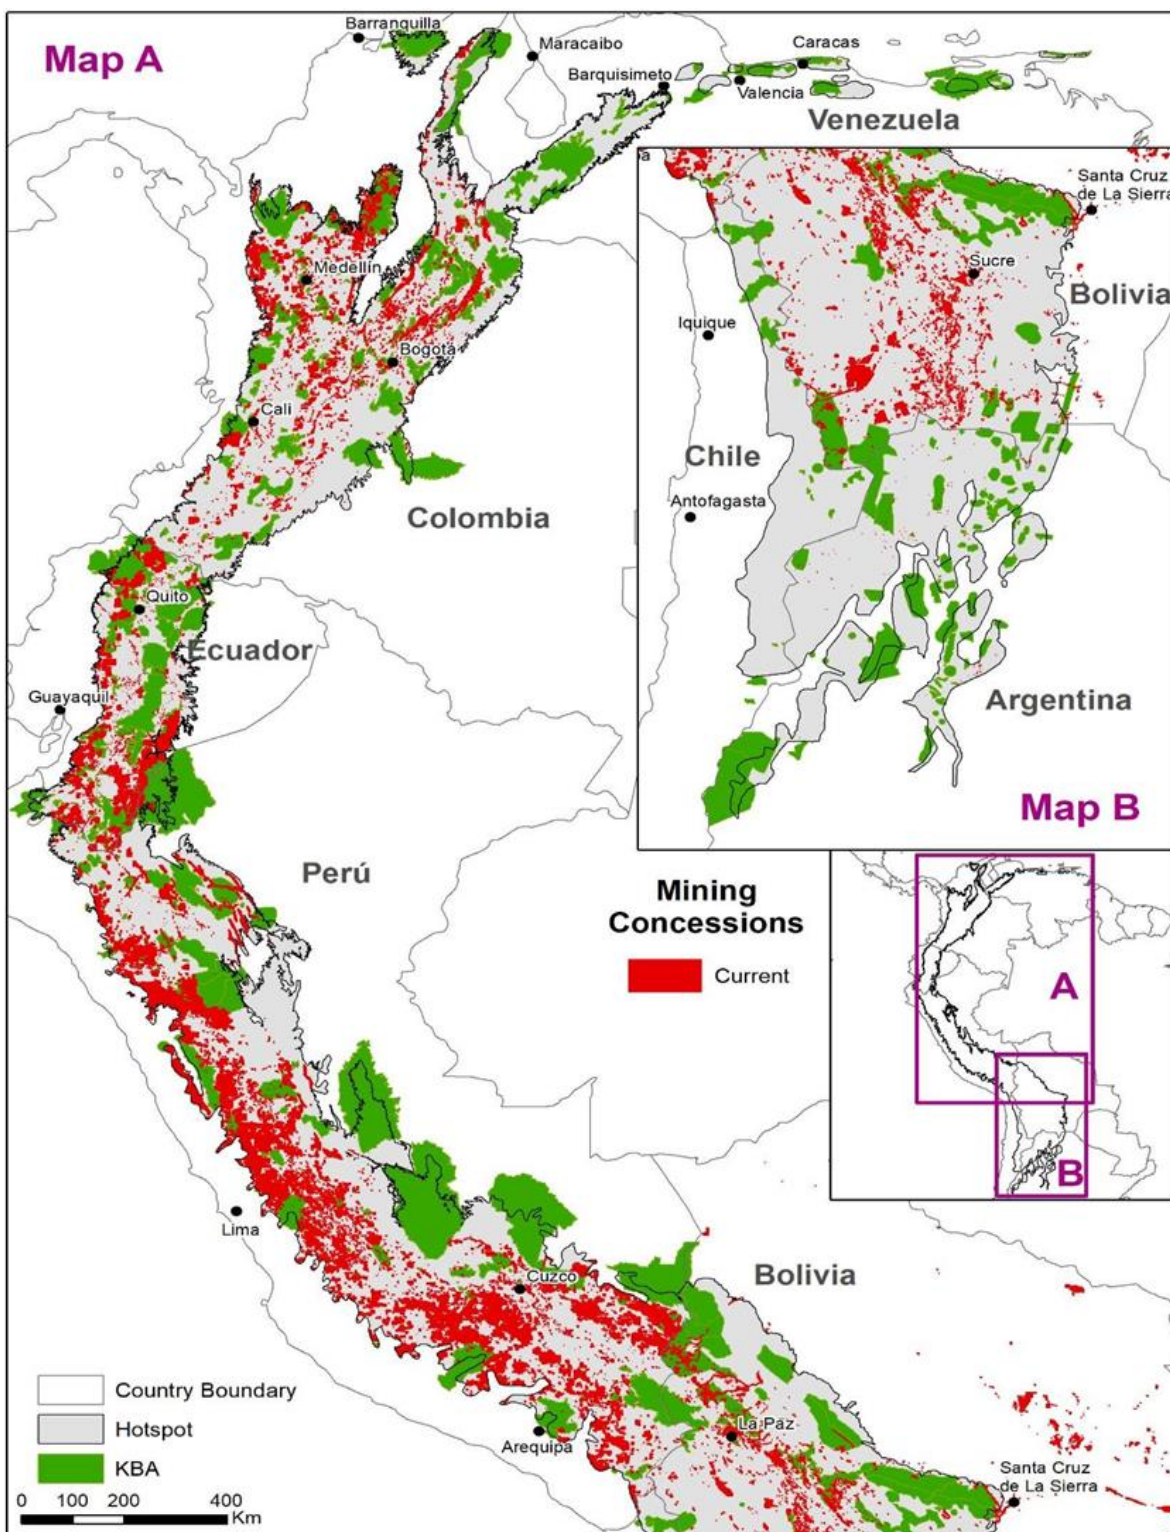 Map A
Barranquilla
Maracaibo
Caracas
Barquisimeto
Valencia
Venezuela
Medellín
Bogotá
Cali
Colombia
Quito
Ecuador
Guayaquil
Perú
Lima
Cuzco
Bolivia
La Paz
Arequipa
Santa Cruz
de La Sierra
Santa Cruz
de La Sierra
Sucre
Bolivia
Iquique
Chile
Antofagasta
Argentina
Map B
Mining
Concessions
Current
A
B
Country Boundary
Hotspot
KBA
0 100 200 400
Km